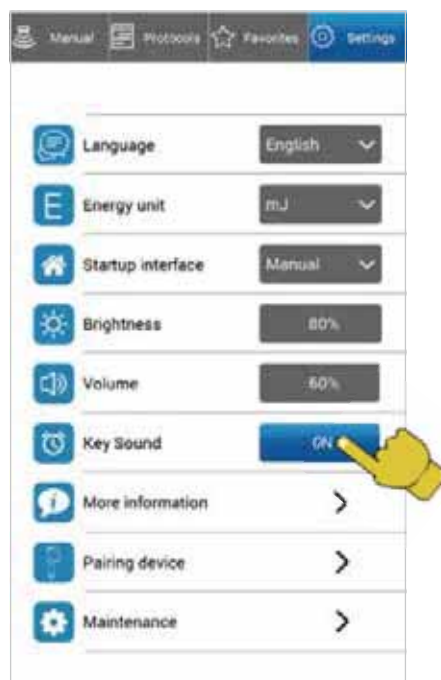 Manual Protocols Favorites Settings
Language English
E Energy unit mJ
Startup interface Manual
Brightness 80%
Volume 60%
Key Sound ON
i More information
Pairing device
Maintenance